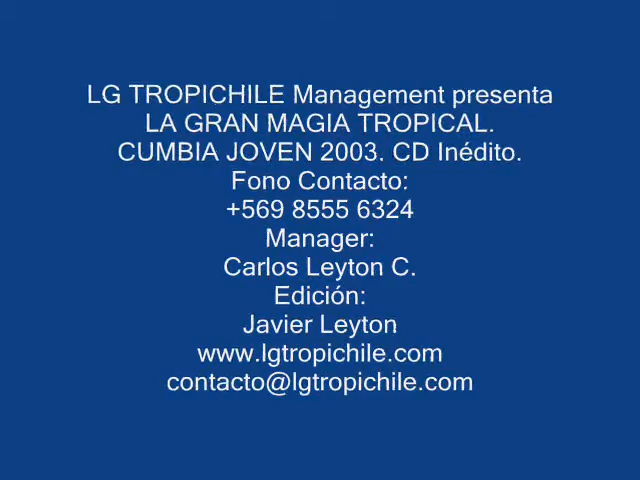 LG TROPICHILE Management presenta
LA GRAN MAGIA TROPICAL.
CUMBIA JOVEN 2003. CD Inédito.
Fono Contacto:
+569 8555 6324
Manager:
Carlos Leyton C.
Edición:
Javier Leyton
www.lgtropichile.com
contacto@lgtropichile.com